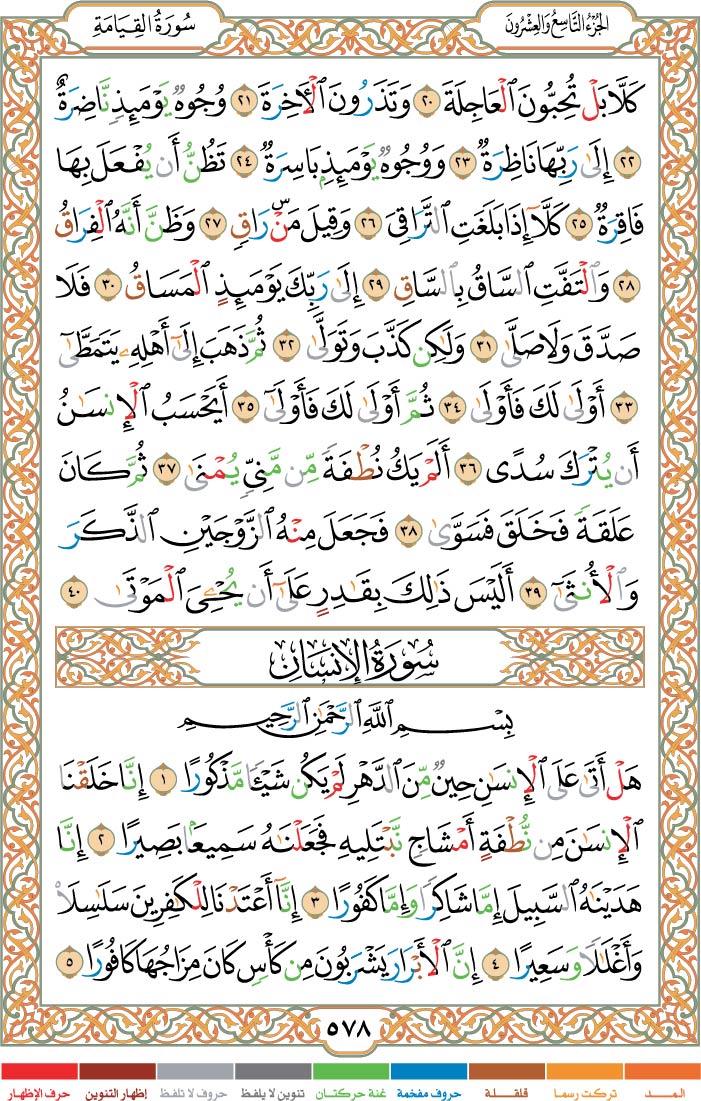 الجُزْءُ التَّاسِعُ وَالعِشْرُونَ
سُورَةُ القِيَامَةِ
كَلَّا بَلْ تُحِبُّونَ ٱلْعَاجِلَةَ ٢٠ وَتَذَرُونَ ٱلْأَخِرَةَ ٢١ وُجُوهٌ يَوْمَئِذٍ نَّاضِرَةٌ
٢٢ إِلَىٰ رَبِّهَا نَاظِرَةٌ ٢٣ وَوُجُوهٌ يَوْمَئِذٍ بَاسِرَةٌ ٢٤ تَظُنُّ أَن يُفْعَلَ بِهَا
فَاقِرَةٌ ٢٥ كَلَّآ إِذَا بَلَغَتِ ٱلتَّرَاقِىَ ٢٦ وَقِيلَ مَنْ ۜ رَاقٍ ٢٧ وَظَنَّ أَنَّهُ ٱلْفِرَاقُ
٢٨ وَٱلْتَفَّتِ ٱلسَّاقُ بِٱلسَّاقِ ٢٩ إِلَىٰ رَبِّكَ يَوْمَئِذٍ ٱلْمَسَاقُ ٣٠ فَلَا
صَدَّقَ وَلَا صَلَّىٰ ٣١ وَلَٰكِن كَذَّبَ وَتَوَلَّىٰ ٣٢ ثُمَّ ذَهَبَ إِلَىٰٓ أَهْلِهِۦ يَتَمَطَّىٰٓ
٣٣ أَوْلَىٰ لَكَ فَأَوْلَىٰ ٣٤ ثُمَّ أَوْلَىٰ لَكَ فَأَوْلَىٰٓ ٣٥ أَيَحْسَبُ ٱلْإِنسَٰنُ
أَن يُتْرَكَ سُدًى ٣٦ أَلَمْ يَكُ نُطْفَةً مِّن مَّنِىٍّ يُمْنَىٰ ٣٧ ثُمَّ كَانَ
عَلَقَةً فَخَلَقَ فَسَوَّىٰ ٣٨ فَجَعَلَ مِنْهُ ٱلزَّوْجَيْنِ ٱلذَّكَرَ
وَٱلْأُنثَىٰٓ ٣٩ أَلَيْسَ ذَٰلِكَ بِقَٰدِرٍ عَلَىٰٓ أَن يُحْـِۧىَ ٱلْمَوْتَىٰ ٤٠
سُورَةُ الإِنسَانِ
بِسْمِ ٱللَّهِ ٱلرَّحْمَٰنِ ٱلرَّحِيمِ
هَلْ أَتَىٰ عَلَى ٱلْإِنسَٰنِ حِينٌ مِّنَ ٱلدَّهْرِ لَمْ يَكُن شَيْـًٔا مَّذْكُورًا ١ إِنَّا خَلَقْنَا
ٱلْإِنسَٰنَ مِن نُّطْفَةٍ أَمْشَاجٍ نَّبْتَلِيهِ فَجَعَلْنَٰهُ سَمِيعًۢا بَصِيرًا ٢ إِنَّا
هَدَيْنَٰهُ ٱلسَّبِيلَ إِمَّا شَاكِرًا وَإِمَّا كَفُورًا ٣ إِنَّآ أَعْتَدْنَا لِلْكَٰفِرِينَ سَلَٰسِلَا۟
وَأَغْلَٰلًا وَسَعِيرًا ٤ إِنَّ ٱلْأَبْرَارَ يَشْرَبُونَ مِن كَأْسٍ كَانَ مِزَاجُهَا كَافُورًا ٥
٥٧٨
المـد
تركت رسما
قلقلة
حروف مفخمة
غنة حركتان
تنوين لا يلفظ
حروف لا تلفظ
إظهار التنوين
حرف الإظهار